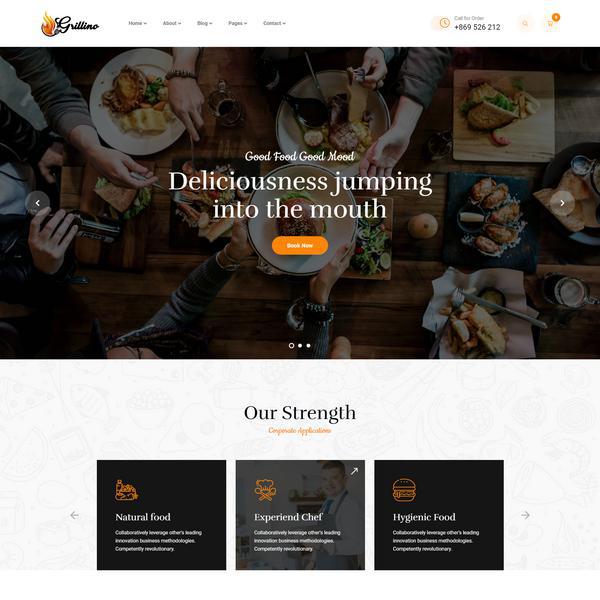 Grillino
Home
About
Blog
Pages
Contact
Call for Order
+869 526 212
Good Food Good Mood
Deliciousness jumping
into the mouth
Book Now
Our Strength
Corporate Applications
Natural food
Collaboratively leverage other's leading
innovation business methodologies.
Competently revolutionary.
Experiend Chef
Collaboratively leverage other's leading
innovation business methodologies.
Competently revolutionary.
Hygienic Food
Collaboratively leverage other's leading
innovation business methodologies.
Competently revolutionary.